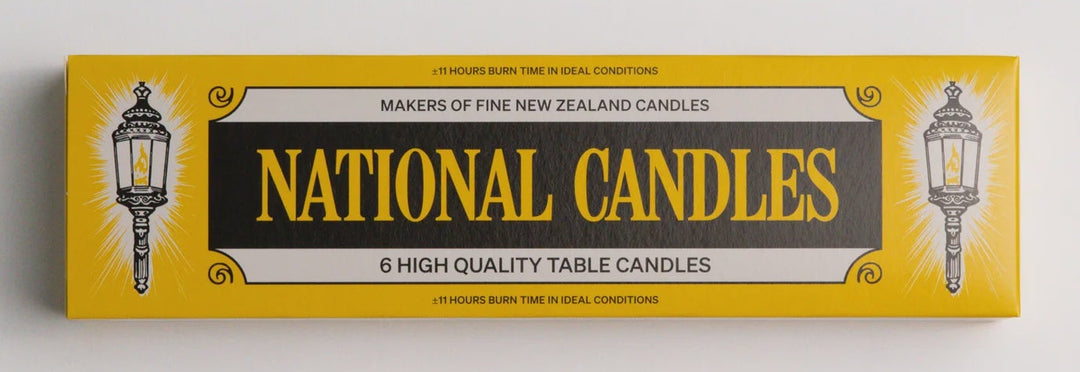 ±11 HOURS BURN TIME IN IDEAL CONDITIONS
MAKERS OF FINE NEW ZEALAND CANDLES
NATIONAL CANDLES
6 HIGH QUALITY TABLE CANDLES
±11 HOURS BURN TIME IN IDEAL CONDITIONS